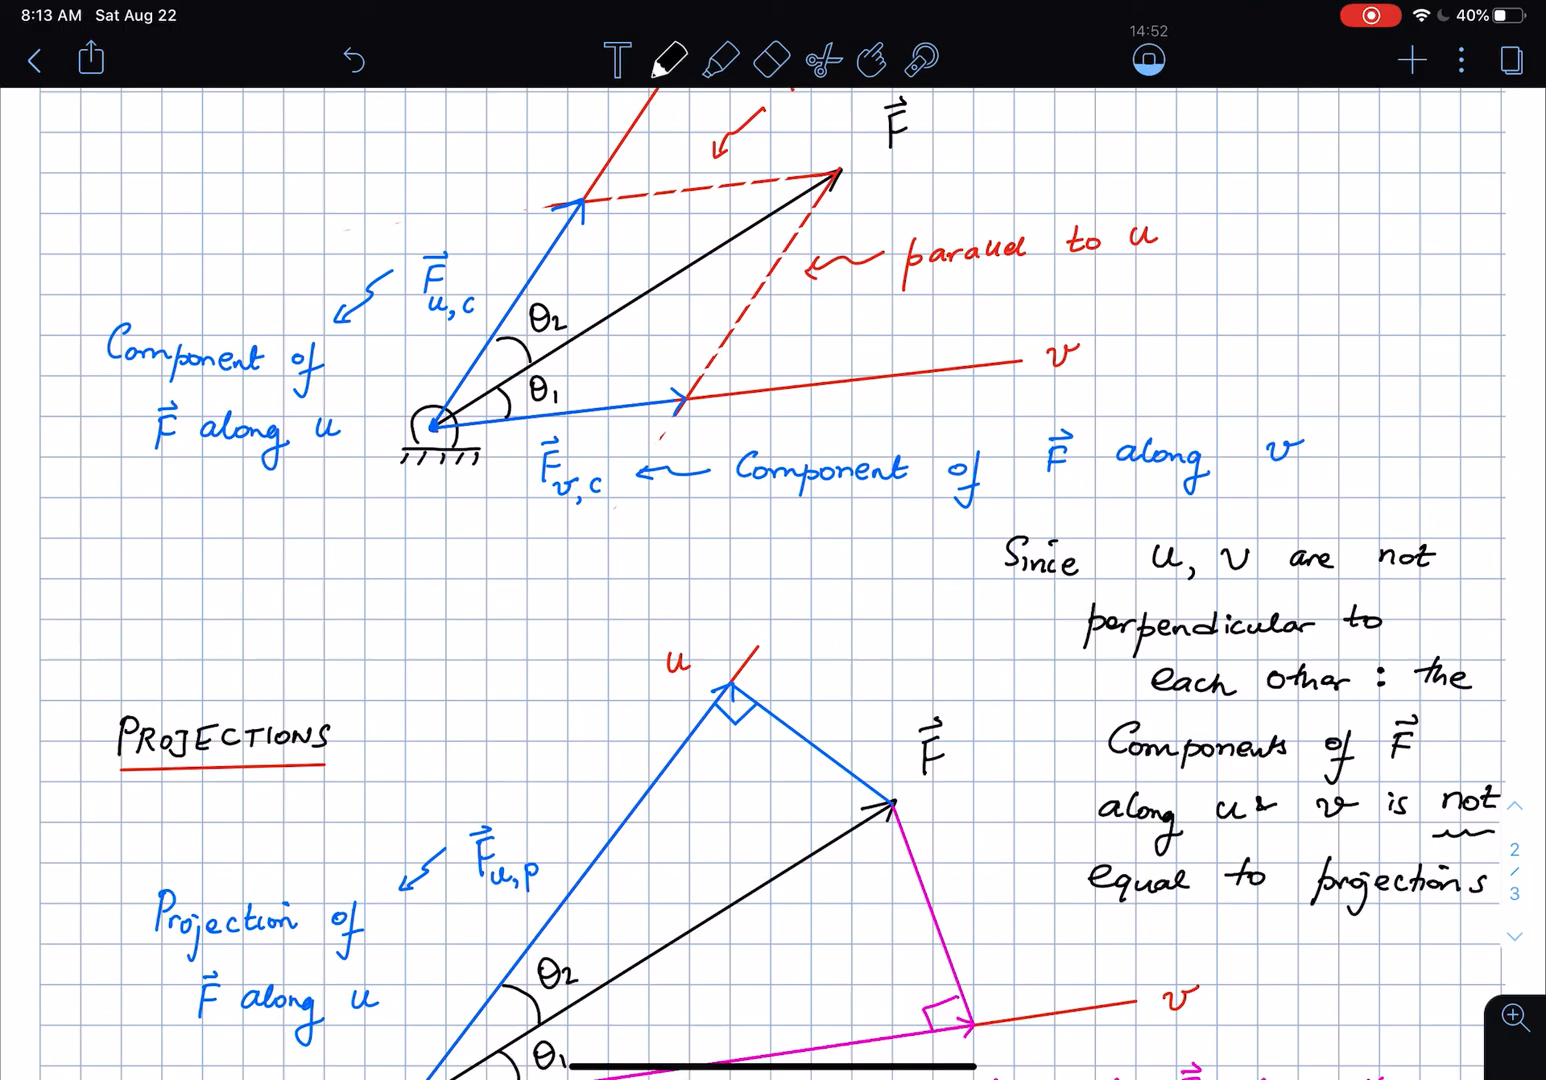 8:13 AM Sat Aug 22
40%
14:52
T
F
parallel to u
F u,c
θ2
Component of
F along u
θ1
v
F v,c
Component of F along v
Since u, v are not
perpendicular to
each other : the
Components of F
along u & v is not
equal to projections
2
/
3
u
PROJECTIONS
F
F u,p
Projection of
F along u
θ2
v
θ1